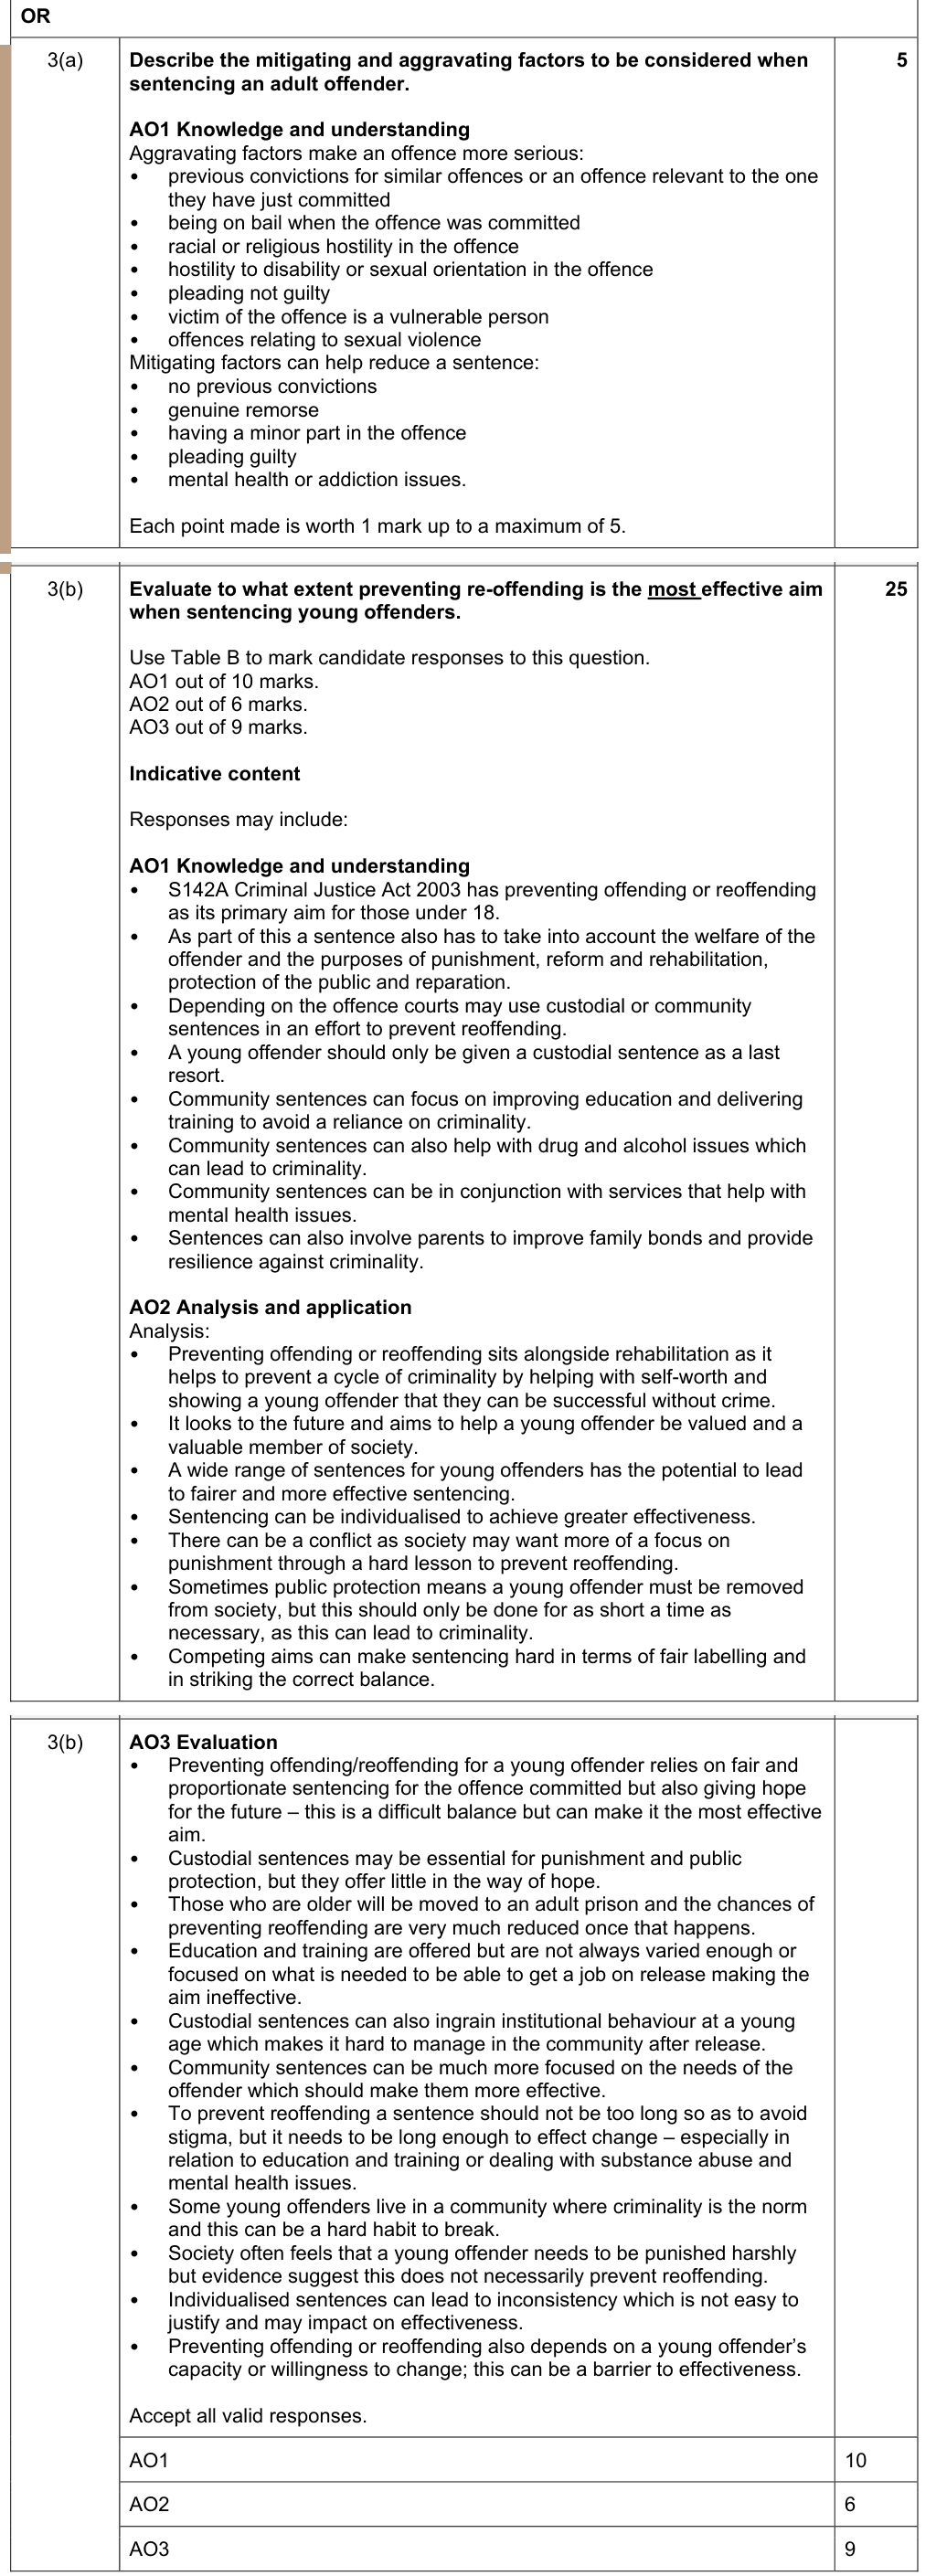 OR
3(a)
Describe the mitigating and aggravating factors to be considered when
sentencing an adult offender.
5
AO1 Knowledge and understanding
Aggravating factors make an offence more serious:
• previous convictions for similar offences or an offence relevant to the one
they have just committed
• being on bail when the offence was committed
• racial or religious hostility in the offence
• hostility to disability or sexual orientation in the offence
• pleading not guilty
• victim of the offence is a vulnerable person
• offences relating to sexual violence
Mitigating factors can help reduce a sentence:
• no previous convictions
• genuine remorse
• having a minor part in the offence
• pleading guilty
• mental health or addiction issues.
Each point made is worth 1 mark up to a maximum of 5.
3(b)
Evaluate to what extent preventing re-offending is the most effective aim
when sentencing young offenders.
25
Use Table B to mark candidate responses to this question.
AO1 out of 10 marks.
AO2 out of 6 marks.
AO3 out of 9 marks.
Indicative content
Responses may include:
AO1 Knowledge and understanding
• S142A Criminal Justice Act 2003 has preventing offending or reoffending
as its primary aim for those under 18.
• As part of this a sentence also has to take into account the welfare of the
offender and the purposes of punishment, reform and rehabilitation,
protection of the public and reparation.
• Depending on the offence courts may use custodial or community
sentences in an effort to prevent reoffending.
• A young offender should only be given a custodial sentence as a last
resort.
• Community sentences can focus on improving education and delivering
training to avoid a reliance on criminality.
• Community sentences can also help with drug and alcohol issues which
can lead to criminality.
• Community sentences can be in conjunction with services that help with
mental health issues.
• Sentences can also involve parents to improve family bonds and provide
resilience against criminality.
AO2 Analysis and application
Analysis:
• Preventing offending or reoffending sits alongside rehabilitation as it
helps to prevent a cycle of criminality by helping with self-worth and
showing a young offender that they can be successful without crime.
• It looks to the future and aims to help a young offender be valued and a
valuable member of society.
• A wide range of sentences for young offenders has the potential to lead
to fairer and more effective sentencing.
• Sentencing can be individualised to achieve greater effectiveness.
• There can be a conflict as society may want more of a focus on
punishment through a hard lesson to prevent reoffending.
• Sometimes public protection means a young offender must be removed
from society, but this should only be done for as short a time as
necessary, as this can lead to criminality.
• Competing aims can make sentencing hard in terms of fair labelling and
in striking the correct balance.
3(b)
AO3 Evaluation
• Preventing offending/reoffending for a young offender relies on fair and
proportionate sentencing for the offence committed but also giving hope
for the future – this is a difficult balance but can make it the most effective
aim.
• Custodial sentences may be essential for punishment and public
protection, but they offer little in the way of hope.
• Those who are older will be moved to an adult prison and the chances of
preventing reoffending are very much reduced once that happens.
• Education and training are offered but are not always varied enough or
focused on what is needed to be able to get a job on release making the
aim ineffective.
• Custodial sentences can also ingrain institutional behaviour at a young
age which makes it hard to manage in the community after release.
• Community sentences can be much more focused on the needs of the
offender which should make them more effective.
• To prevent reoffending a sentence should not be too long so as to avoid
stigma, but it needs to be long enough to effect change – especially in
relation to education and training or dealing with substance abuse and
mental health issues.
• Some young offenders live in a community where criminality is the norm
and this can be a hard habit to break.
• Society often feels that a young offender needs to be punished harshly
but evidence suggest this does not necessarily prevent reoffending.
• Individualised sentences can lead to inconsistency which is not easy to
justify and may impact on effectiveness.
• Preventing offending or reoffending also depends on a young offender's
capacity or willingness to change; this can be a barrier to effectiveness.
Accept all valid responses.
AO1 10
AO2 6
AO3 9